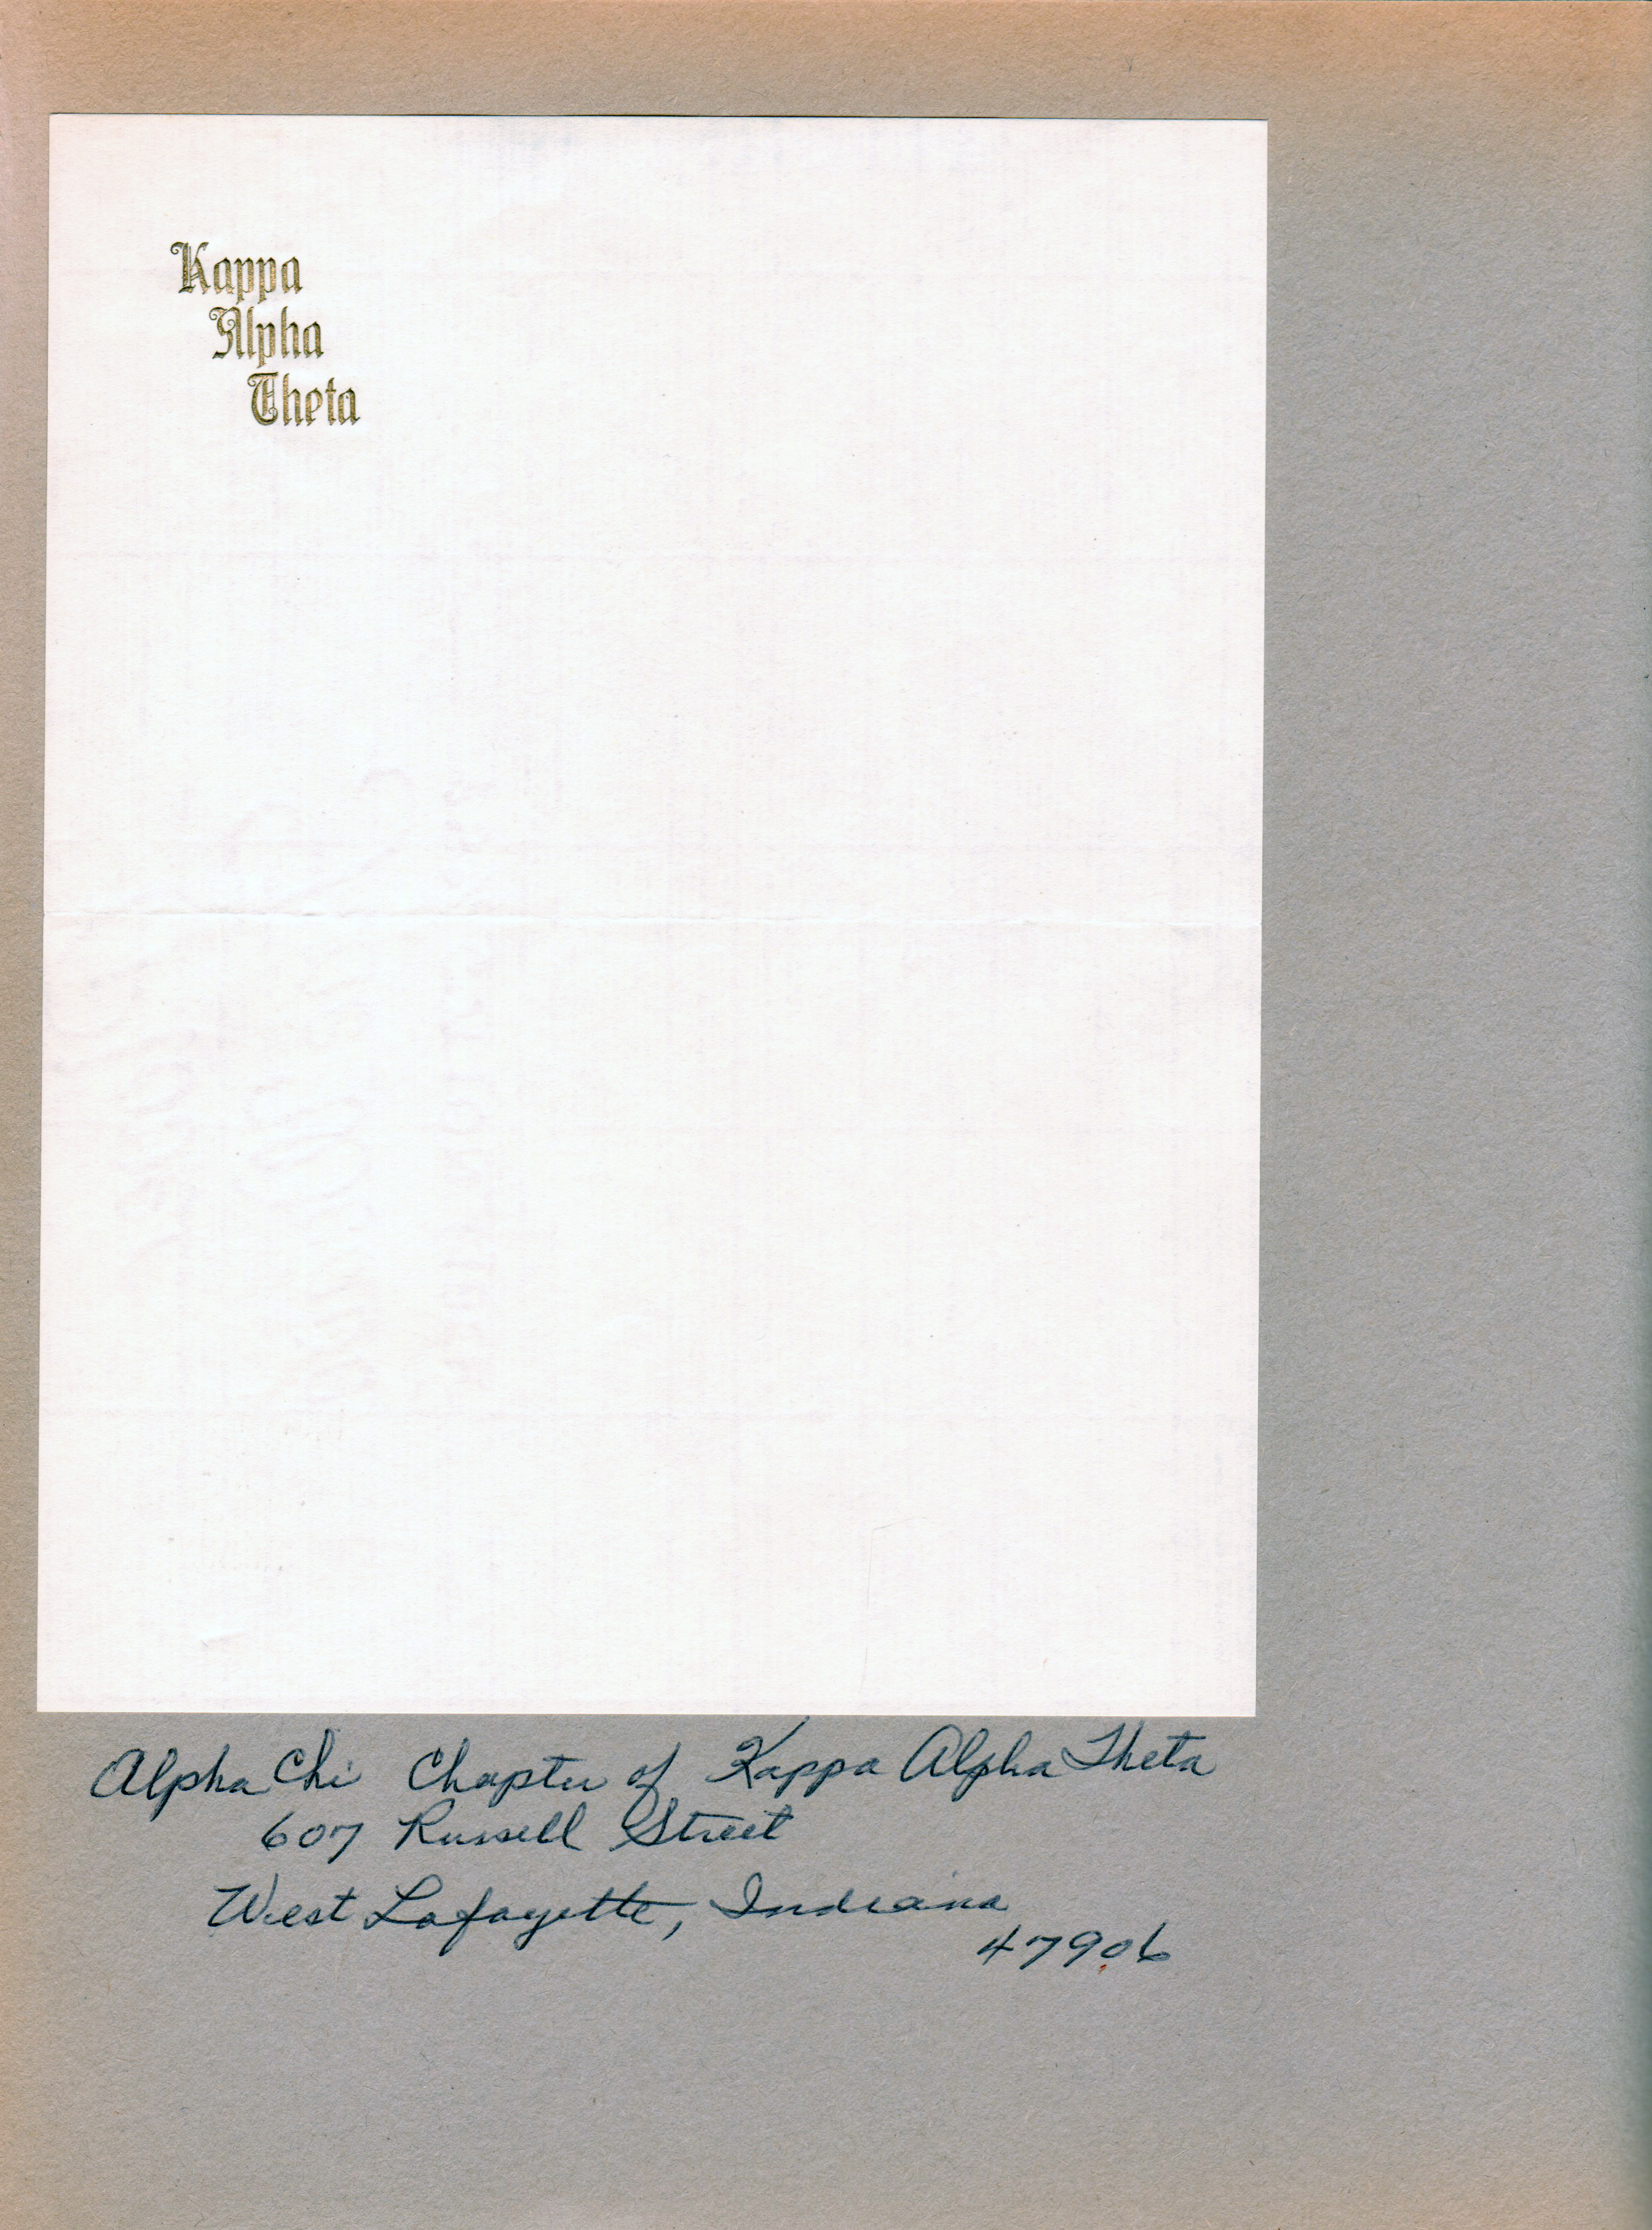 Kappa
Alpha
Theta
Alpha Chi Chapter of Kappa Alpha Theta
607 Russell Street
West Lafayette, Indiana
47906